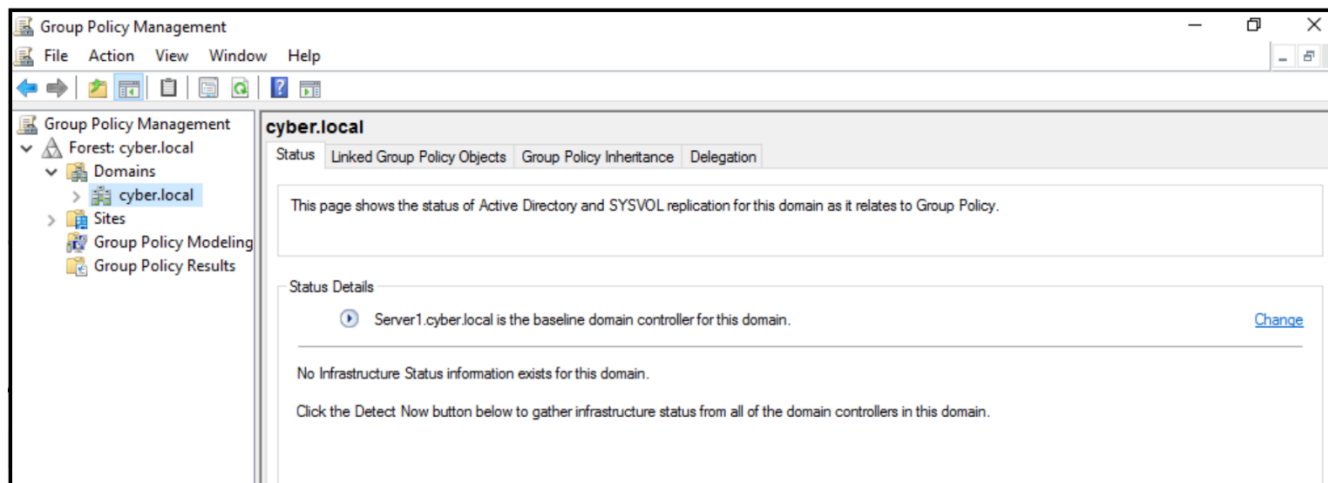 Group Policy Management
File Action View Window Help
Group Policy Management
Forest: cyber.local
Domains
cyber.local
Sites
Group Policy Modeling
Group Policy Results
cyber.local
Status Linked Group Policy Objects Group Policy Inheritance Delegation
This page shows the status of Active Directory and SYSVOL replication for this domain as it relates to Group Policy.
Status Details
Server1.cyber.local is the baseline domain controller for this domain. Change
No Infrastructure Status information exists for this domain.
Click the Detect Now button below to gather infrastructure status from all of the domain controllers in this domain.